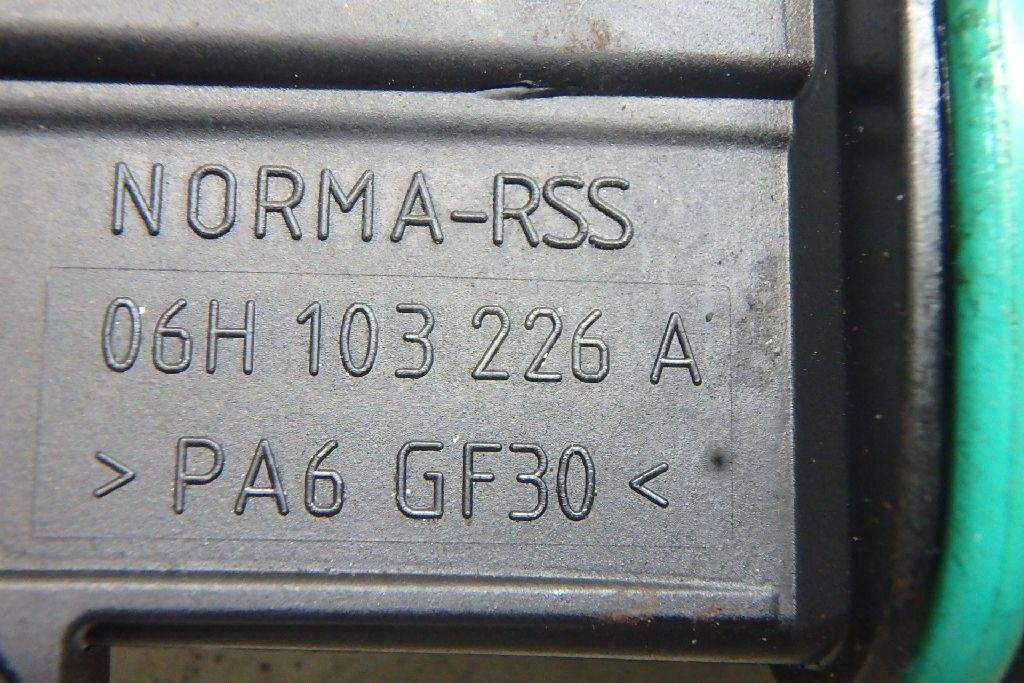 NORMA-RSS
06H 103 226 A
> PA6 GF30 <